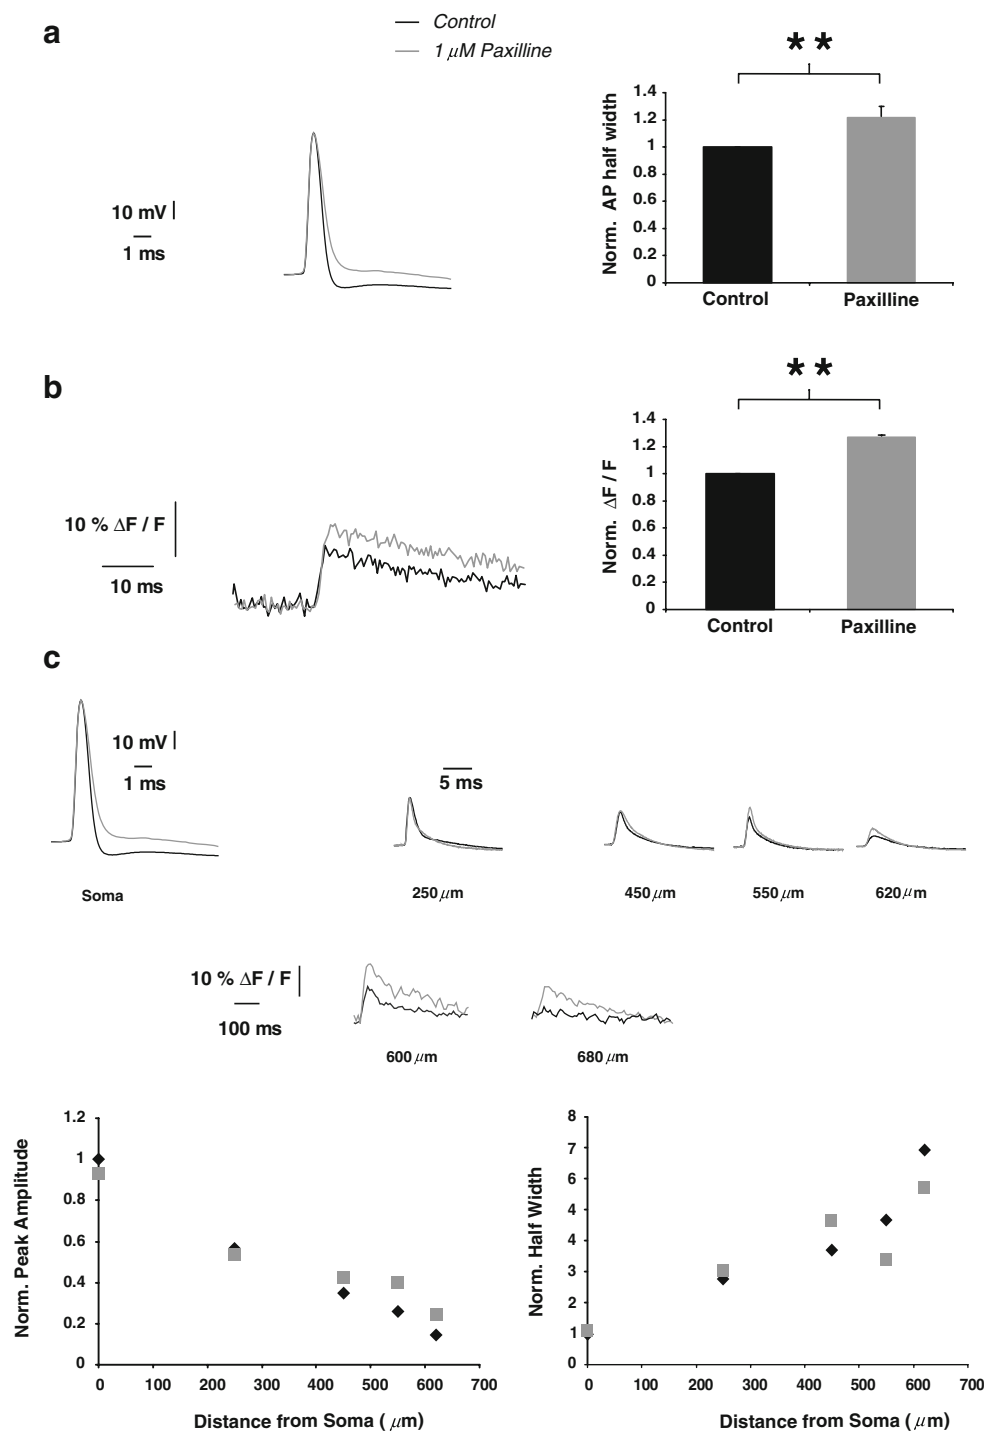 a
Control
1 μM Paxilline
10 mV
1 ms
**
Norm. AP half width
1.4
1.2
1
0.8
0.6
0.4
0.2
0
Control
Paxilline
b
10 % ΔF / F
10 ms
**
Norm. ΔF / F
1.4
1.2
1
0.8
0.6
0.4
0.2
0
Control
Paxilline
c
10 mV
1 ms
5 ms
Soma
250 μm
450 μm
550 μm
620 μm
10 % ΔF / F
100 ms
600 μm
680 μm
Norm. Peak Amplitude
1.2
1
0.8
0.6
0.4
0.2
0
0 100 200 300 400 500 600 700
Distance from Soma ( μm)
Norm. Half Width
8
7
6
4
4
3
2
1
0
0 100 200 300 400 500 600 700
Distance from Soma ( μm)